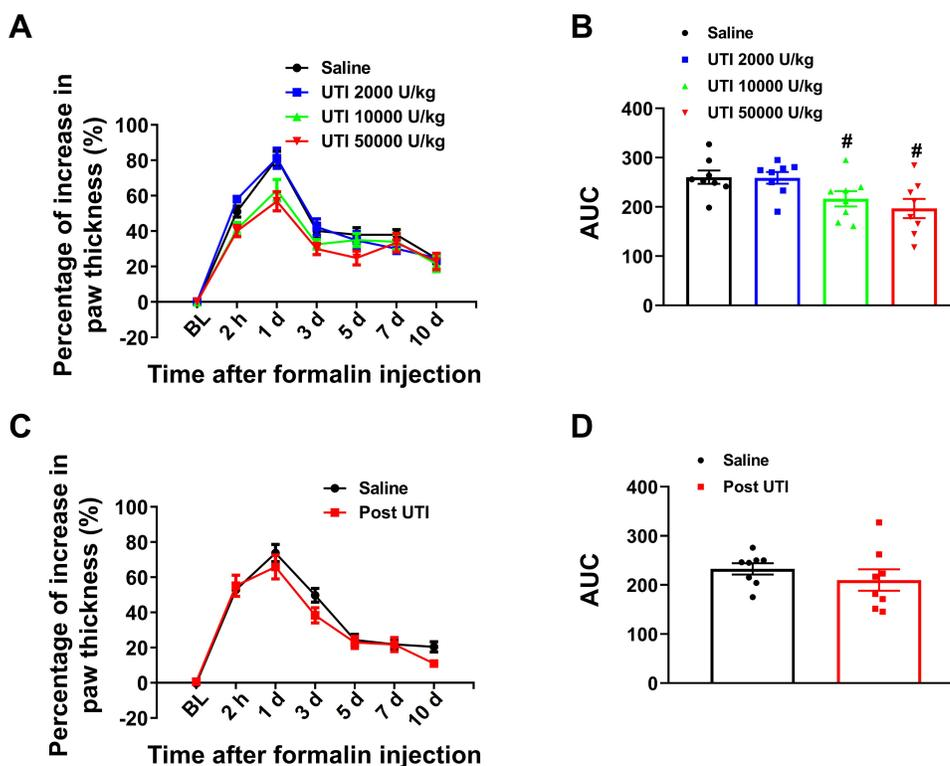 A
Saline
UTI 2000 U/kg
UTI 10000 U/kg
UTI 50000 U/kg
Percentage of increase in
paw thickness (%)
100
80
60
40
20
0
-20
BL
2 h
1 d
3 d
5 d
7 d
10 d
Time after formalin injection
B
Saline
UTI 2000 U/kg
UTI 10000 U/kg
UTI 50000 U/kg
AUC
400
300
200
100
0
#
#
C
Saline
Post UTI
Percentage of increase in
paw thickness (%)
100
80
60
40
20
0
-20
BL
2 h
1 d
3 d
5 d
7 d
10 d
Time after formalin injection
D
Saline
Post UTI
AUC
400
300
200
100
0